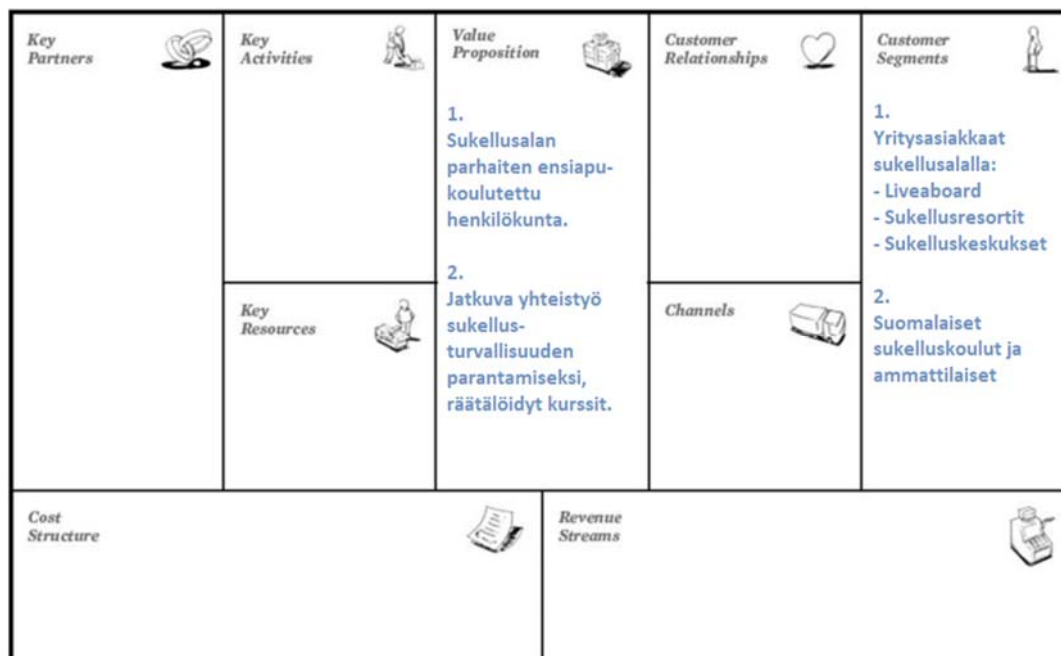 Key
Partners
Key
Activities
Value
Proposition
1.
Sukellusalan
parhaiten ensiapu-
koulutettu
henkilökunta.
2.
Jatkuva yhteistyö
sukellus-
turvallisuuden
parantamiseksi,
räätälöidyt kurssit.
Customer
Relationships
Customer
Segments
1.
Yritysasiakkaat
sukellusalalla:
- Liveaboard
- Sukellusresortit
- Sukelluskeskukset
2.
Suomalaiset
sukelluskoulut ja
ammattilaiset
Key
Resources
Channels
Cost
Structure
Revenue
Streams